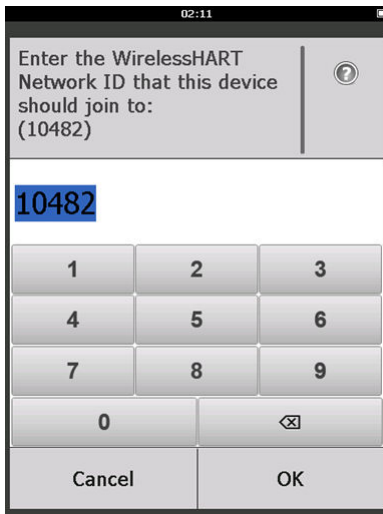 02:11
Enter the WirelessHART
Network ID that this device
should join to:
(10482)
?
10482
1 2 3
4 5 6
7 8 9
0
Cancel OK